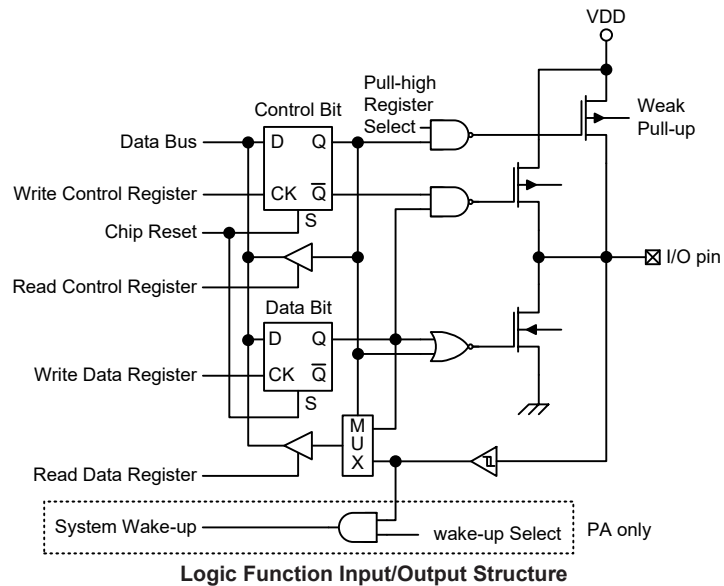 VDD
Pull-high
Register
Select
Weak
Pull-up
Control Bit
Data Bus
D Q
Write Control Register
CK Q
S
Chip Reset
I/O pin
Read Control Register
Data Bit
D Q
Write Data Register
CK Q
S
M
U
X
Read Data Register
System Wake-up
wake-up Select
PA only
Logic Function Input/Output Structure